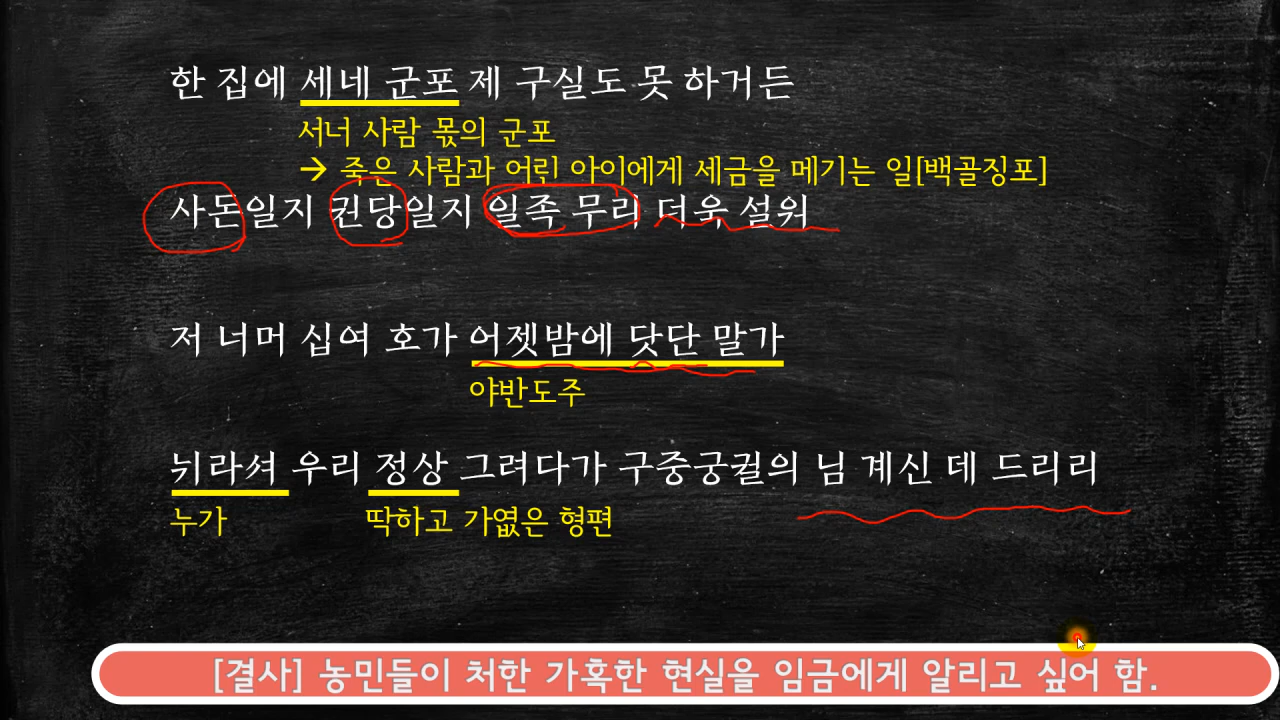 한 집에 세네 군포 제 구실도 못 하거든
서너 사람 몫의 군포
→ 죽은 사람과 어린 아이에게 세금을 메기는 일[백골징포]
사돈일지 권당일지 일족 무리 더욱 설워
저 너머 십여 호가 어젯밤에 닷단 말가
야반도주
뉘라셔 우리 정상 그려다가 구중궁궐의 님 계신 데 드리리
누가 딱하고 가엾은 형편
[결사] 농민들이 처한 가혹한 현실을 임금에게 알리고 싶어 함.